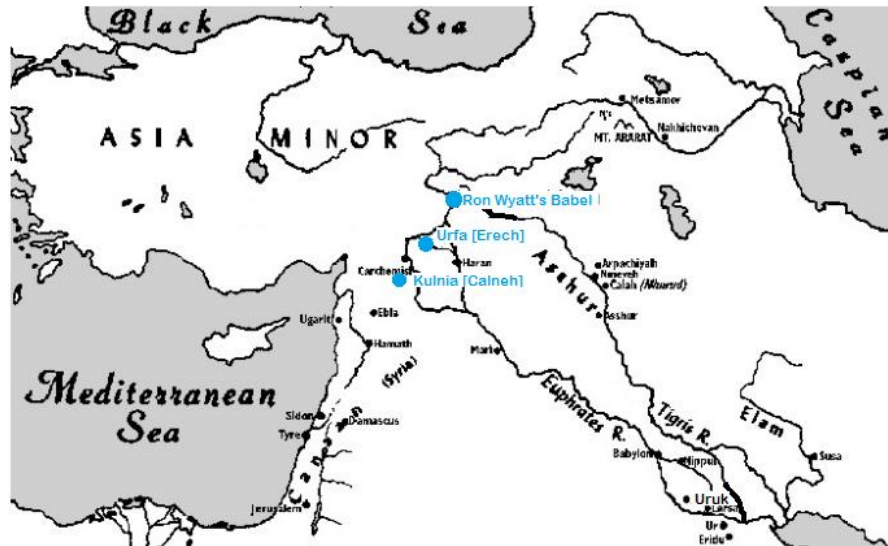 Black Sea
Caspian Sea
ASIA MINOR
Metsamor
Nakhichevan
MT. ARARAT
Ron Wyatt's Babel
Urfa [Erech]
Haran
Carchemish
Kulnia [Calneh]
Asshur
Arpachiyah
Nineveh
Calah (Nimrud)
Asshur
Ugarit
Ebla
Hamath
(Syria)
Mari
Mediterranean
Sea
Canaan
Sidon
Tyre
Damascus
Jerusalem
Euphrates R.
Tigris R.
Elam
Babylon
Nippur
Susa
Uruk
Larsa
Ur
Eridu